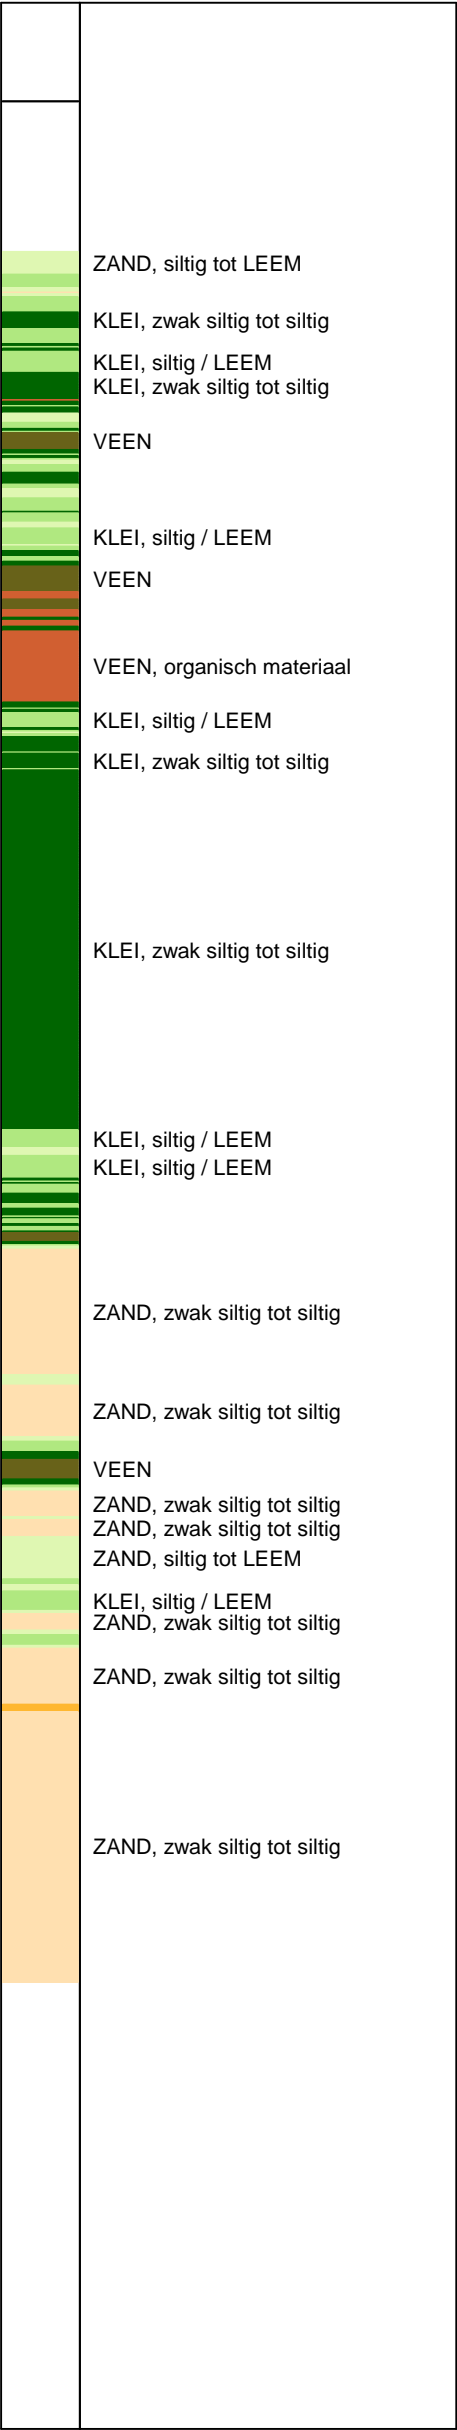 ZAND, siltig tot LEEM
KLEI, zwak siltig tot siltig
KLEI, siltig / LEEM
KLEI, zwak siltig tot siltig
VEEN
KLEI, siltig / LEEM
VEEN
VEEN, organisch materiaal
KLEI, siltig / LEEM
KLEI, zwak siltig tot siltig
KLEI, zwak siltig tot siltig
KLEI, siltig / LEEM
KLEI, siltig / LEEM
ZAND, zwak siltig tot siltig
ZAND, zwak siltig tot siltig
VEEN
ZAND, zwak siltig tot siltig
ZAND, zwak siltig tot siltig
ZAND, siltig tot LEEM
KLEI, siltig / LEEM
ZAND, zwak siltig tot siltig
ZAND, zwak siltig tot siltig
ZAND, zwak siltig tot siltig